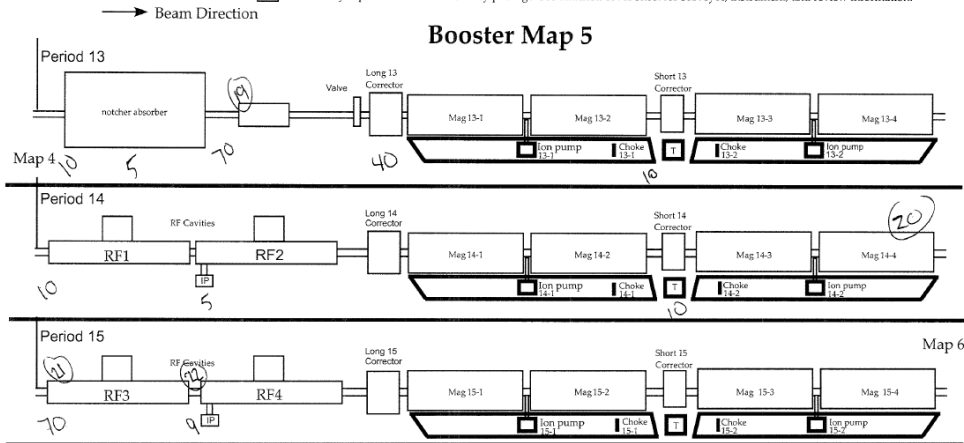 Beam Direction
Booster Map 5
Period 13
notcher absorber
19
Valve
Long 13
Corrector
Mag 13-1
Mag 13-2
Short 13
Corrector
Mag 13-3
Mag 13-4
Map 4
10
5
70
40
Ion pump
13-1
Choke
13-1
10
T
Choke
13-2
Ion pump
13-2
Period 14
RF Cavities
RF1
RF2
IP
Long 14
Corrector
Mag 14-1
Mag 14-2
Short 14
Corrector
Mag 14-3
Mag 14-4
20
10
5
Ion pump
14-1
Choke
14-1
T
10
Choke
14-2
Ion pump
14-2
Period 15
Map 6
21
RF Cavities
22
RF3
RF4
IP
Long 15
Corrector
Mag 15-1
Mag 15-2
Short 15
Corrector
Mag 15-3
Mag 15-4
70
9
Ion pump
15-1
Choke
15-1
T
Choke
15-2
Ion pump
15-2